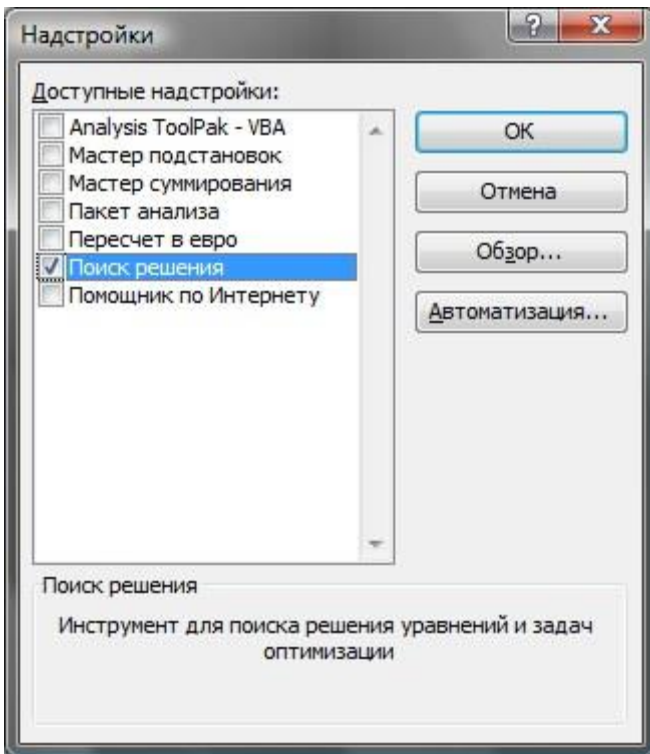 Надстройки
Доступные надстройки:
Analysis ToolPak - VBA
Мастер подстановок
Мастер суммирования
Пакет анализа
Пересчет в евро
Поиск решения
Помощник по Интернету
ОК
Отмена
Обзор...
Автоматизация...
Поиск решения
Инструмент для поиска решения уравнений и задач
оптимизации